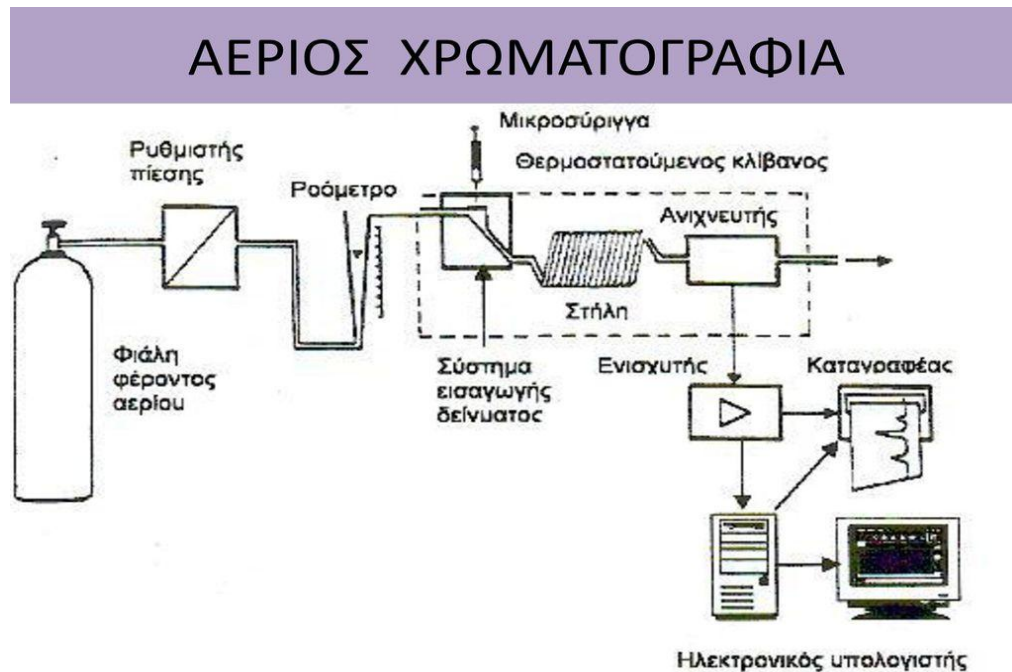 ΑΕΡΙΟΣ ΧΡΩΜΑΤΟΓΡΑΦΙΑ
Μικροσύριγγα
Ρυθμιστής
πίεσης
Θερμοστατούμενος κλίβανος
Ροόμετρο
Ανιχνευτής
Στήλη
Φιάλη
φέροντος
αερίου
Σύστημα
εισαγωγής
δείγματος
Ενισχυτής
Καταγραφέας
Ηλεκτρονικός υπολογιστής